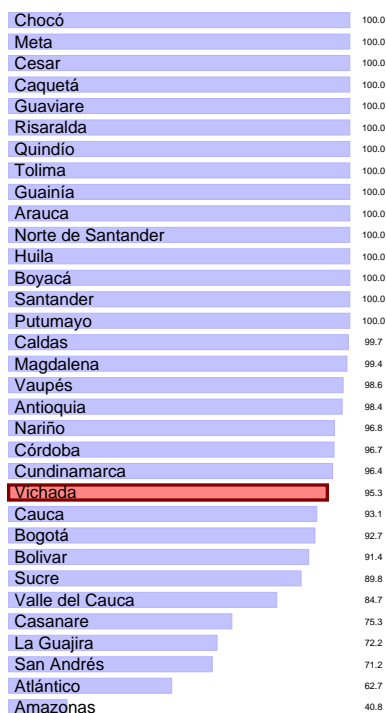 Chocó 100.0
Meta 100.0
Cesar 100.0
Caquetá 100.0
Guaviare 100.0
Risaralda 100.0
Quindío 100.0
Tolima 100.0
Guainía 100.0
Arauca 100.0
Norte de Santander 100.0
Huila 100.0
Boyacá 100.0
Santander 100.0
Putumayo 100.0
Caldas 99.7
Magdalena 99.4
Vaupés 98.6
Antioquia 98.4
Nariño 96.8
Córdoba 96.7
Cundinamarca 96.4
Vichada 95.3
Cauca 93.1
Bogotá 92.7
Bolivar 91.4
Sucre 89.8
Valle del Cauca 84.7
Casanare 75.3
La Guajira 72.2
San Andrés 71.2
Atlántico 62.7
Amazonas 40.8